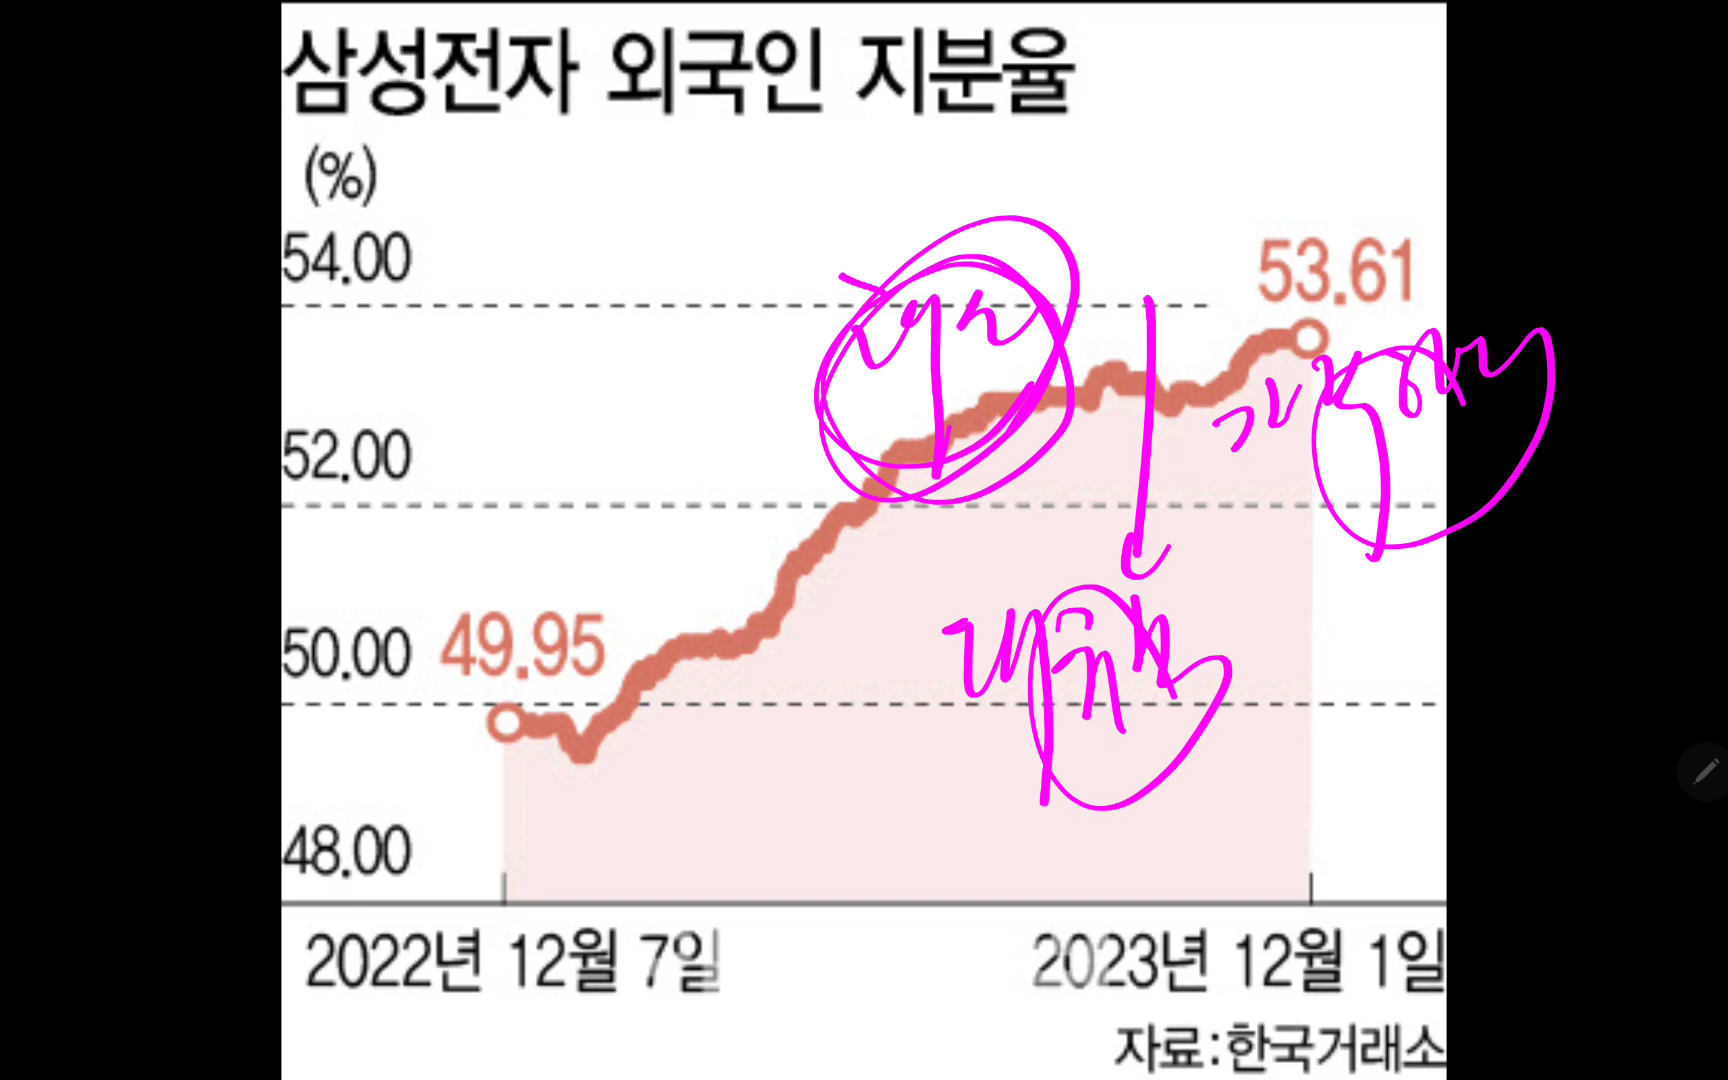 삼성전자 외국인 지분율
(%)
54.00
53.61
52.00
49.95
50.00
48.00
2022년 12월 7일
2023년 12월 1일
자료:한국거래소